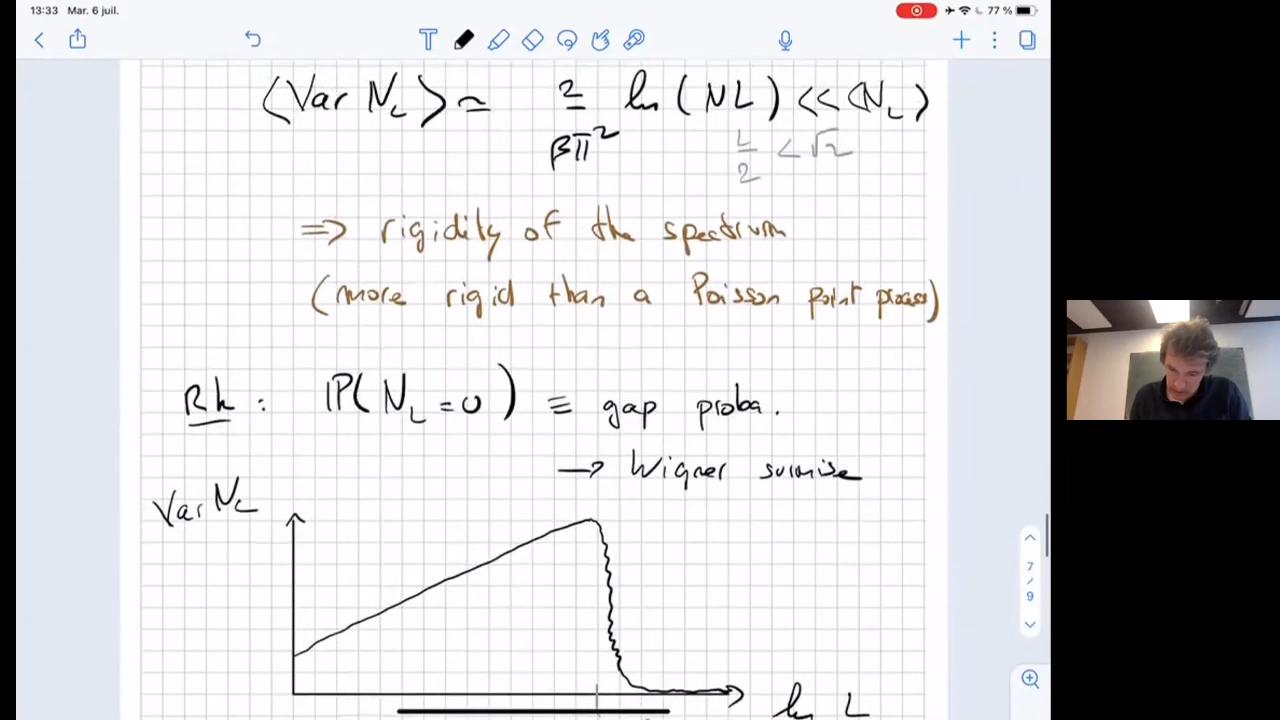 13:33 Mar. 6 juil. 77 %
⟨Var N_L⟩ ≃ 2/(βπ²) ln(NL) << ⟨N_L⟩
L/2 < √2
=> rigidity of the spectrum
(more rigid than a Poisson point process)
Rk : IP(N_L = 0) ≡ gap proba.
→ Wigner surmise
Var N_L
7
/
9
ln L